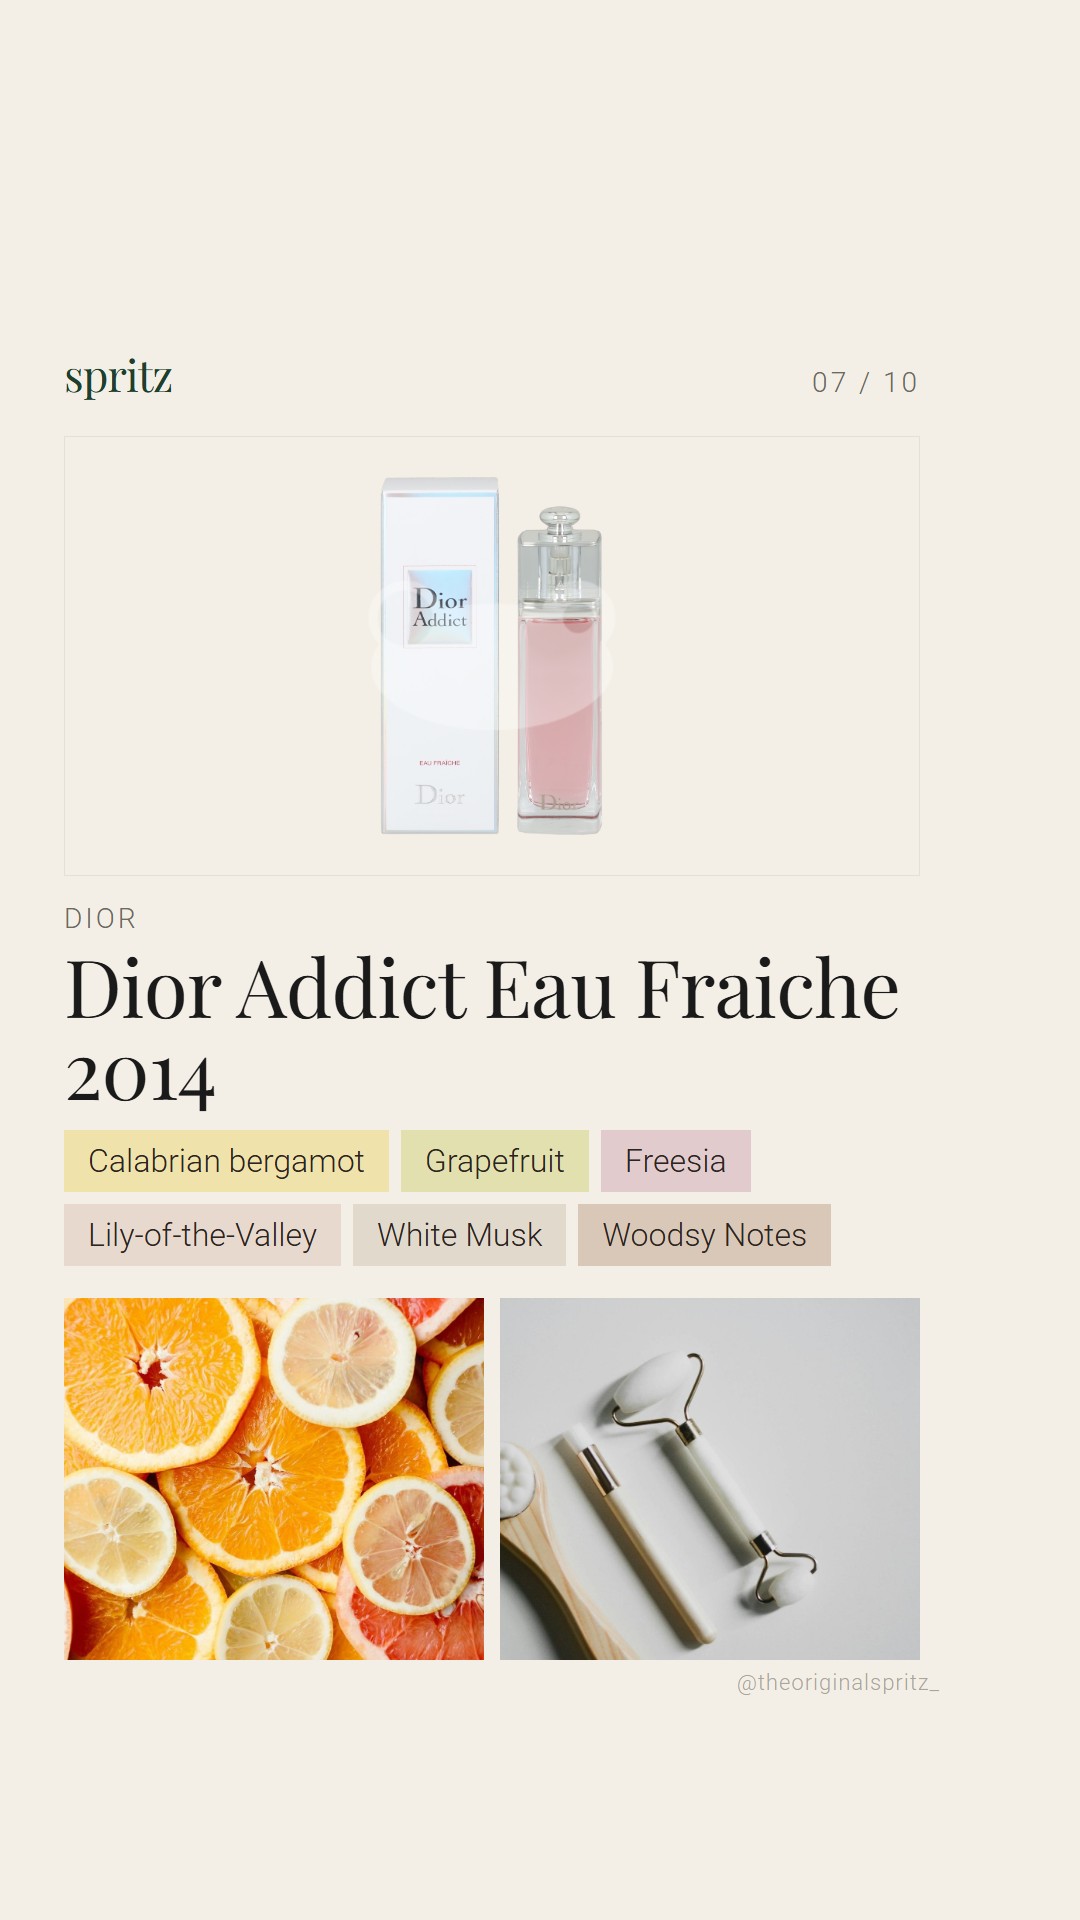 spritz
07 / 10
Dior
Addict
EAU FRAICHE
Dior
Dior
DIOR
Dior Addict Eau Fraiche
2014
Calabrian bergamot
Grapefruit
Freesia
Lily-of-the-Valley
White Musk
Woodsy Notes
@theoriginalspritz_